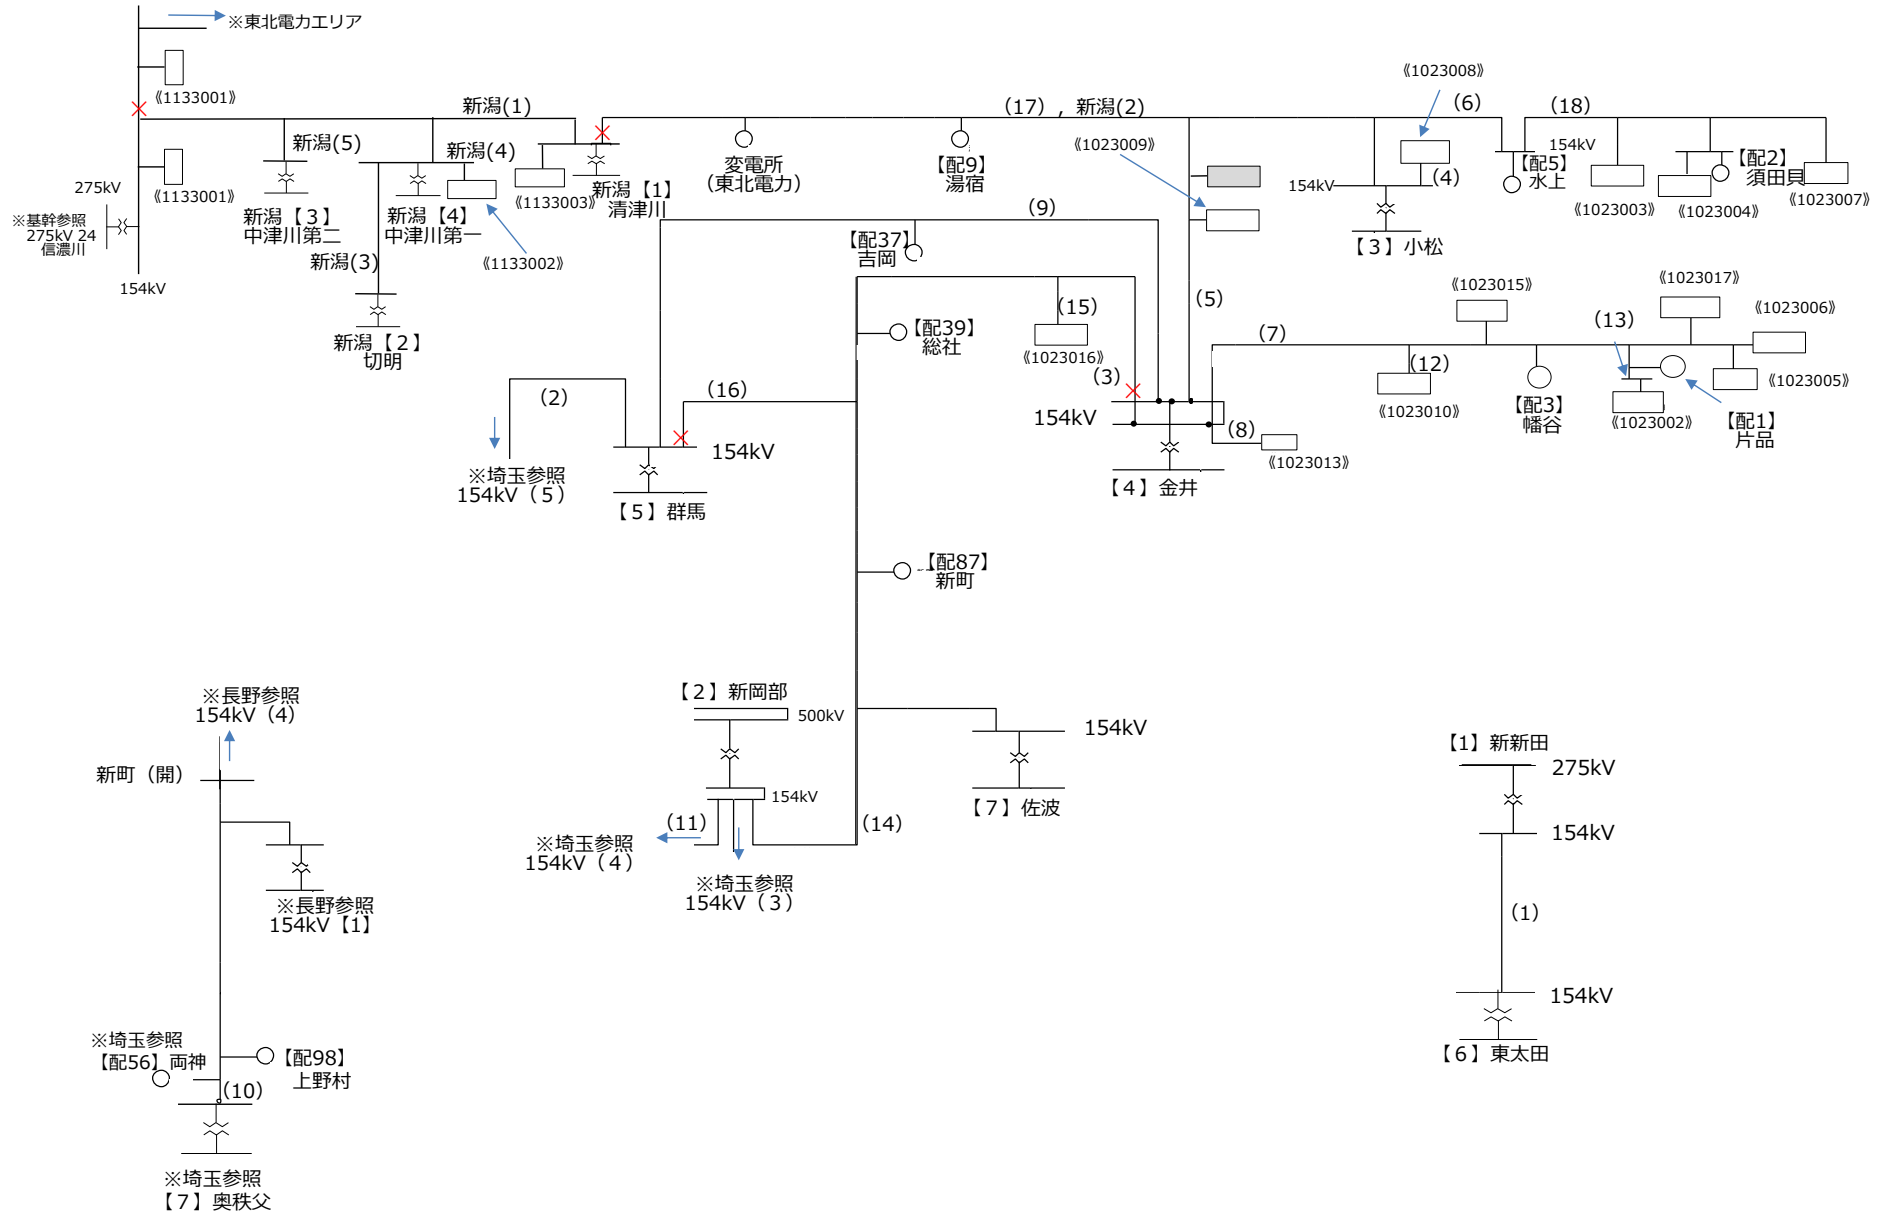 ※東北電力エリア
《1133001》
新潟(1)
(17) , 新潟(2)
《1023008》
(6)
(18)
新潟(5)
新潟(4)
《1023009》
変電所
(東北電力)
【配9】
湯宿
154kV
(4)
【配5】
水上
154kV
【配2】
須田貝
《1023003》
《1023004》
《1023007》
275kV
《1133001》
※基幹参照
275kV 24
信濃川
154kV
新潟【3】
中津川第二
新潟【4】
中津川第一
《1133002》
《1133003》
新潟【1】
清津川
新潟(3)
新潟【2】
切明
(9)
【配37】
吉岡
【3】小松
(5)
(15)
《1023016》
【配39】
総社
(3)
《1023015》
《1023017》
《1023006》
(7)
(13)
(12)
《1023010》
【配3】
幡谷
《1023002》
《1023005》
【配1】
片品
(2)
(16)
154kV
154kV
(8)
《1023013》
※埼玉参照
154kV(5)
【5】群馬
【4】金井
【配87】
新町
※長野参照
154kV(4)
【2】新岡部
500kV
154kV
【1】新新田
275kV
新町(開)
154kV
【7】佐波
(11)
(14)
154kV
※埼玉参照
154kV(4)
※埼玉参照
154kV(3)
※長野参照
154kV【1】
(1)
154kV
【6】東太田
※埼玉参照
【配56】両神
【配98】
上野村
(10)
※埼玉参照
【7】奥秩父